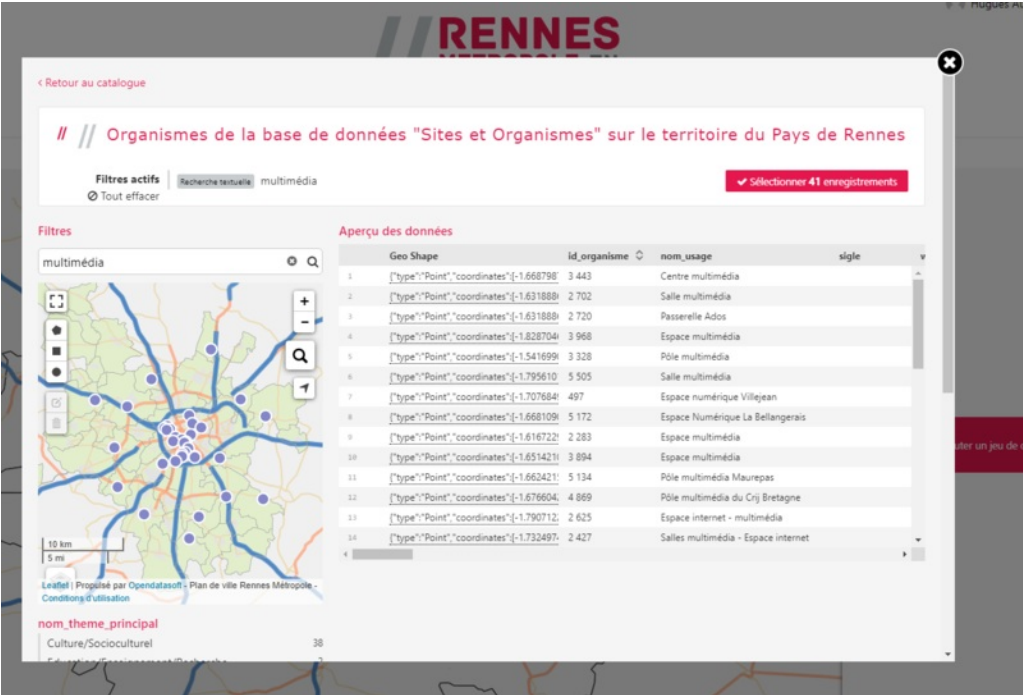 Hugues
RENNES
‹ Retour au catalogue
// Organismes de la base de données "Sites et Organismes" sur le territoire du Pays de Rennes
Filtres actifs
Recherche textuelle multimédia
Tout effacer
Sélectionner 41 enregistrements
Filtres
multimédia
+
−
10 km
5 mi
Leaflet | Propulsé par Opendatasoft - Plan de ville Rennes Métropole -
Conditions d'utilisation
nom_theme_principal
Culture/Socioculturel 38
Aperçu des données
Geo Shape id_organisme nom_usage sigle v
1 {"type":"Point","coordinates":[-1.668798 3 443 Centre multimédia
2 {"type":"Point","coordinates":[-1.631888 2 702 Salle multimédia
3 {"type":"Point","coordinates":[-1.631888 2 720 Passerelle Ados
4 {"type":"Point","coordinates":[-1.828704 3 968 Espace multimédia
5 {"type":"Point","coordinates":[-1.541699 3 328 Pôle multimédia
6 {"type":"Point","coordinates":[-1.795610 5 505 Salle multimédia
7 {"type":"Point","coordinates":[-1.707684 497 Espace numérique Villejean
8 {"type":"Point","coordinates":[-1.668109 5 172 Espace Numérique La Bellangerais
9 {"type":"Point","coordinates":[-1.616722 2 283 Espace multimédia
10 {"type":"Point","coordinates":[-1.651421 3 894 Espace multimédia
11 {"type":"Point","coordinates":[-1.662421 5 134 Pôle multimédia Maurepas
12 {"type":"Point","coordinates":[-1.676604 4 869 Pôle multimédia du Crij Bretagne
13 {"type":"Point","coordinates":[-1.790712 2 625 Espace internet - multimédia
14 {"type":"Point","coordinates":[-1.732497 2 427 Salles multimédia - Espace internet
uter un jeu de